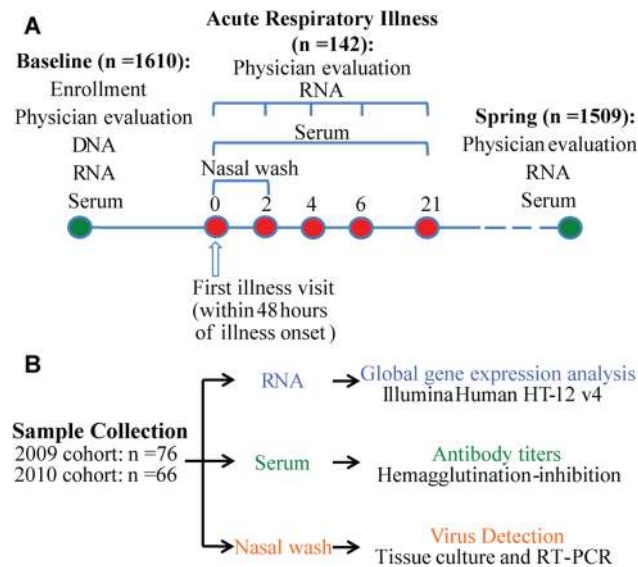 A
Acute Respiratory Illness
(n =142):
Physician evaluation
RNA
Serum
Nasal wash
Baseline (n =1610):
Enrollment
Physician evaluation
DNA
RNA
Serum
Spring (n =1509):
Physician evaluation
RNA
Serum
0 2 4 6 21
First illness visit
(within 48 hours
of illness onset )
B
Sample Collection
2009 cohort: n =76
2010 cohort: n =66
RNA
Global gene expression analysis
Illumina Human HT-12 v4
Serum
Antibody titers
Hemagglutination-inhibition
Nasal wash
Virus Detection
Tissue culture and RT-PCR